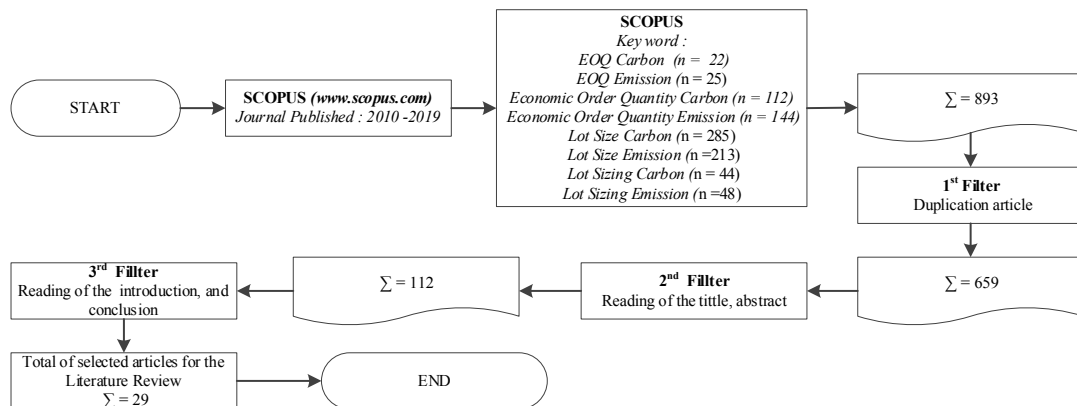 START
SCOPUS (www.scopus.com)
Journal Published : 2010 -2019
SCOPUS
Key word :
EOQ Carbon (n = 22)
EOQ Emission (n = 25)
Economic Order Quantity Carbon (n = 112)
Economic Order Quantity Emission (n = 144)
Lot Size Carbon (n = 285)
Lot Size Emission (n =213)
Lot Sizing Carbon (n = 44)
Lot Sizing Emission (n =48)
∑ = 893
1st Filter
Duplication article
∑ = 659
2nd Fillter
Reading of the tittle, abstract
∑ = 112
3rd Fillter
Reading of the introduction, and
conclusion
Total of selected articles for the
Literature Review
∑ = 29
END